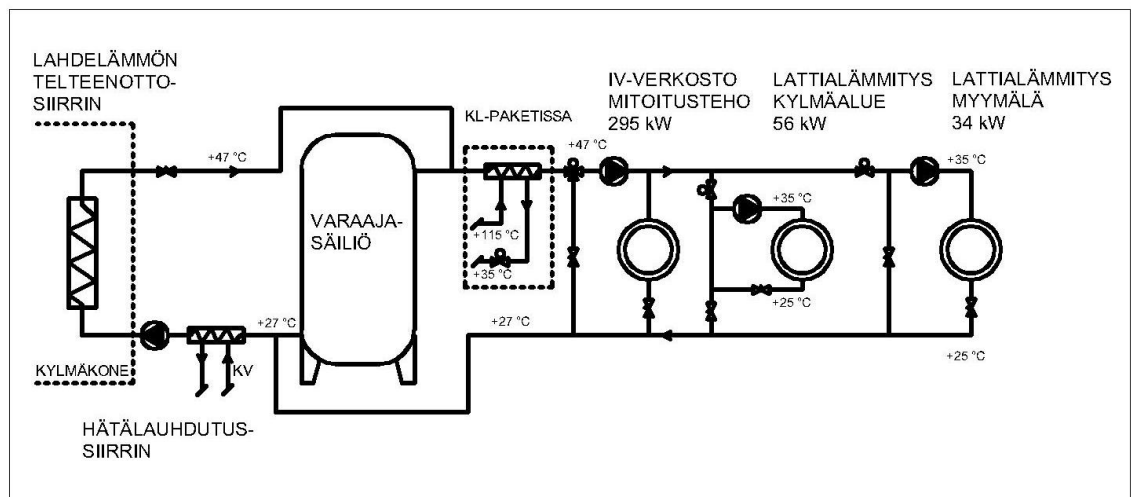 LAHDELÄMMÖN
TELTEENOTTO-
SIIRRIN
+47 °C
KYLMÄKONE
+27 °C
KV
HÄTÄLAUHDUTUS-
SIIRRIN
VARAAJA-
SÄILIÖ
KL-PAKETISSA
+115 °C
+35 °C
+47 °C
+27 °C
IV-VERKOSTO
MITOITUSTEHO
295 kW
LATTIALÄMMITYS
KYLMÄALUE
56 kW
+35 °C
+25 °C
LATTIALÄMMITYS
MYYMÄLÄ
34 kW
+35 °C
+25 °C